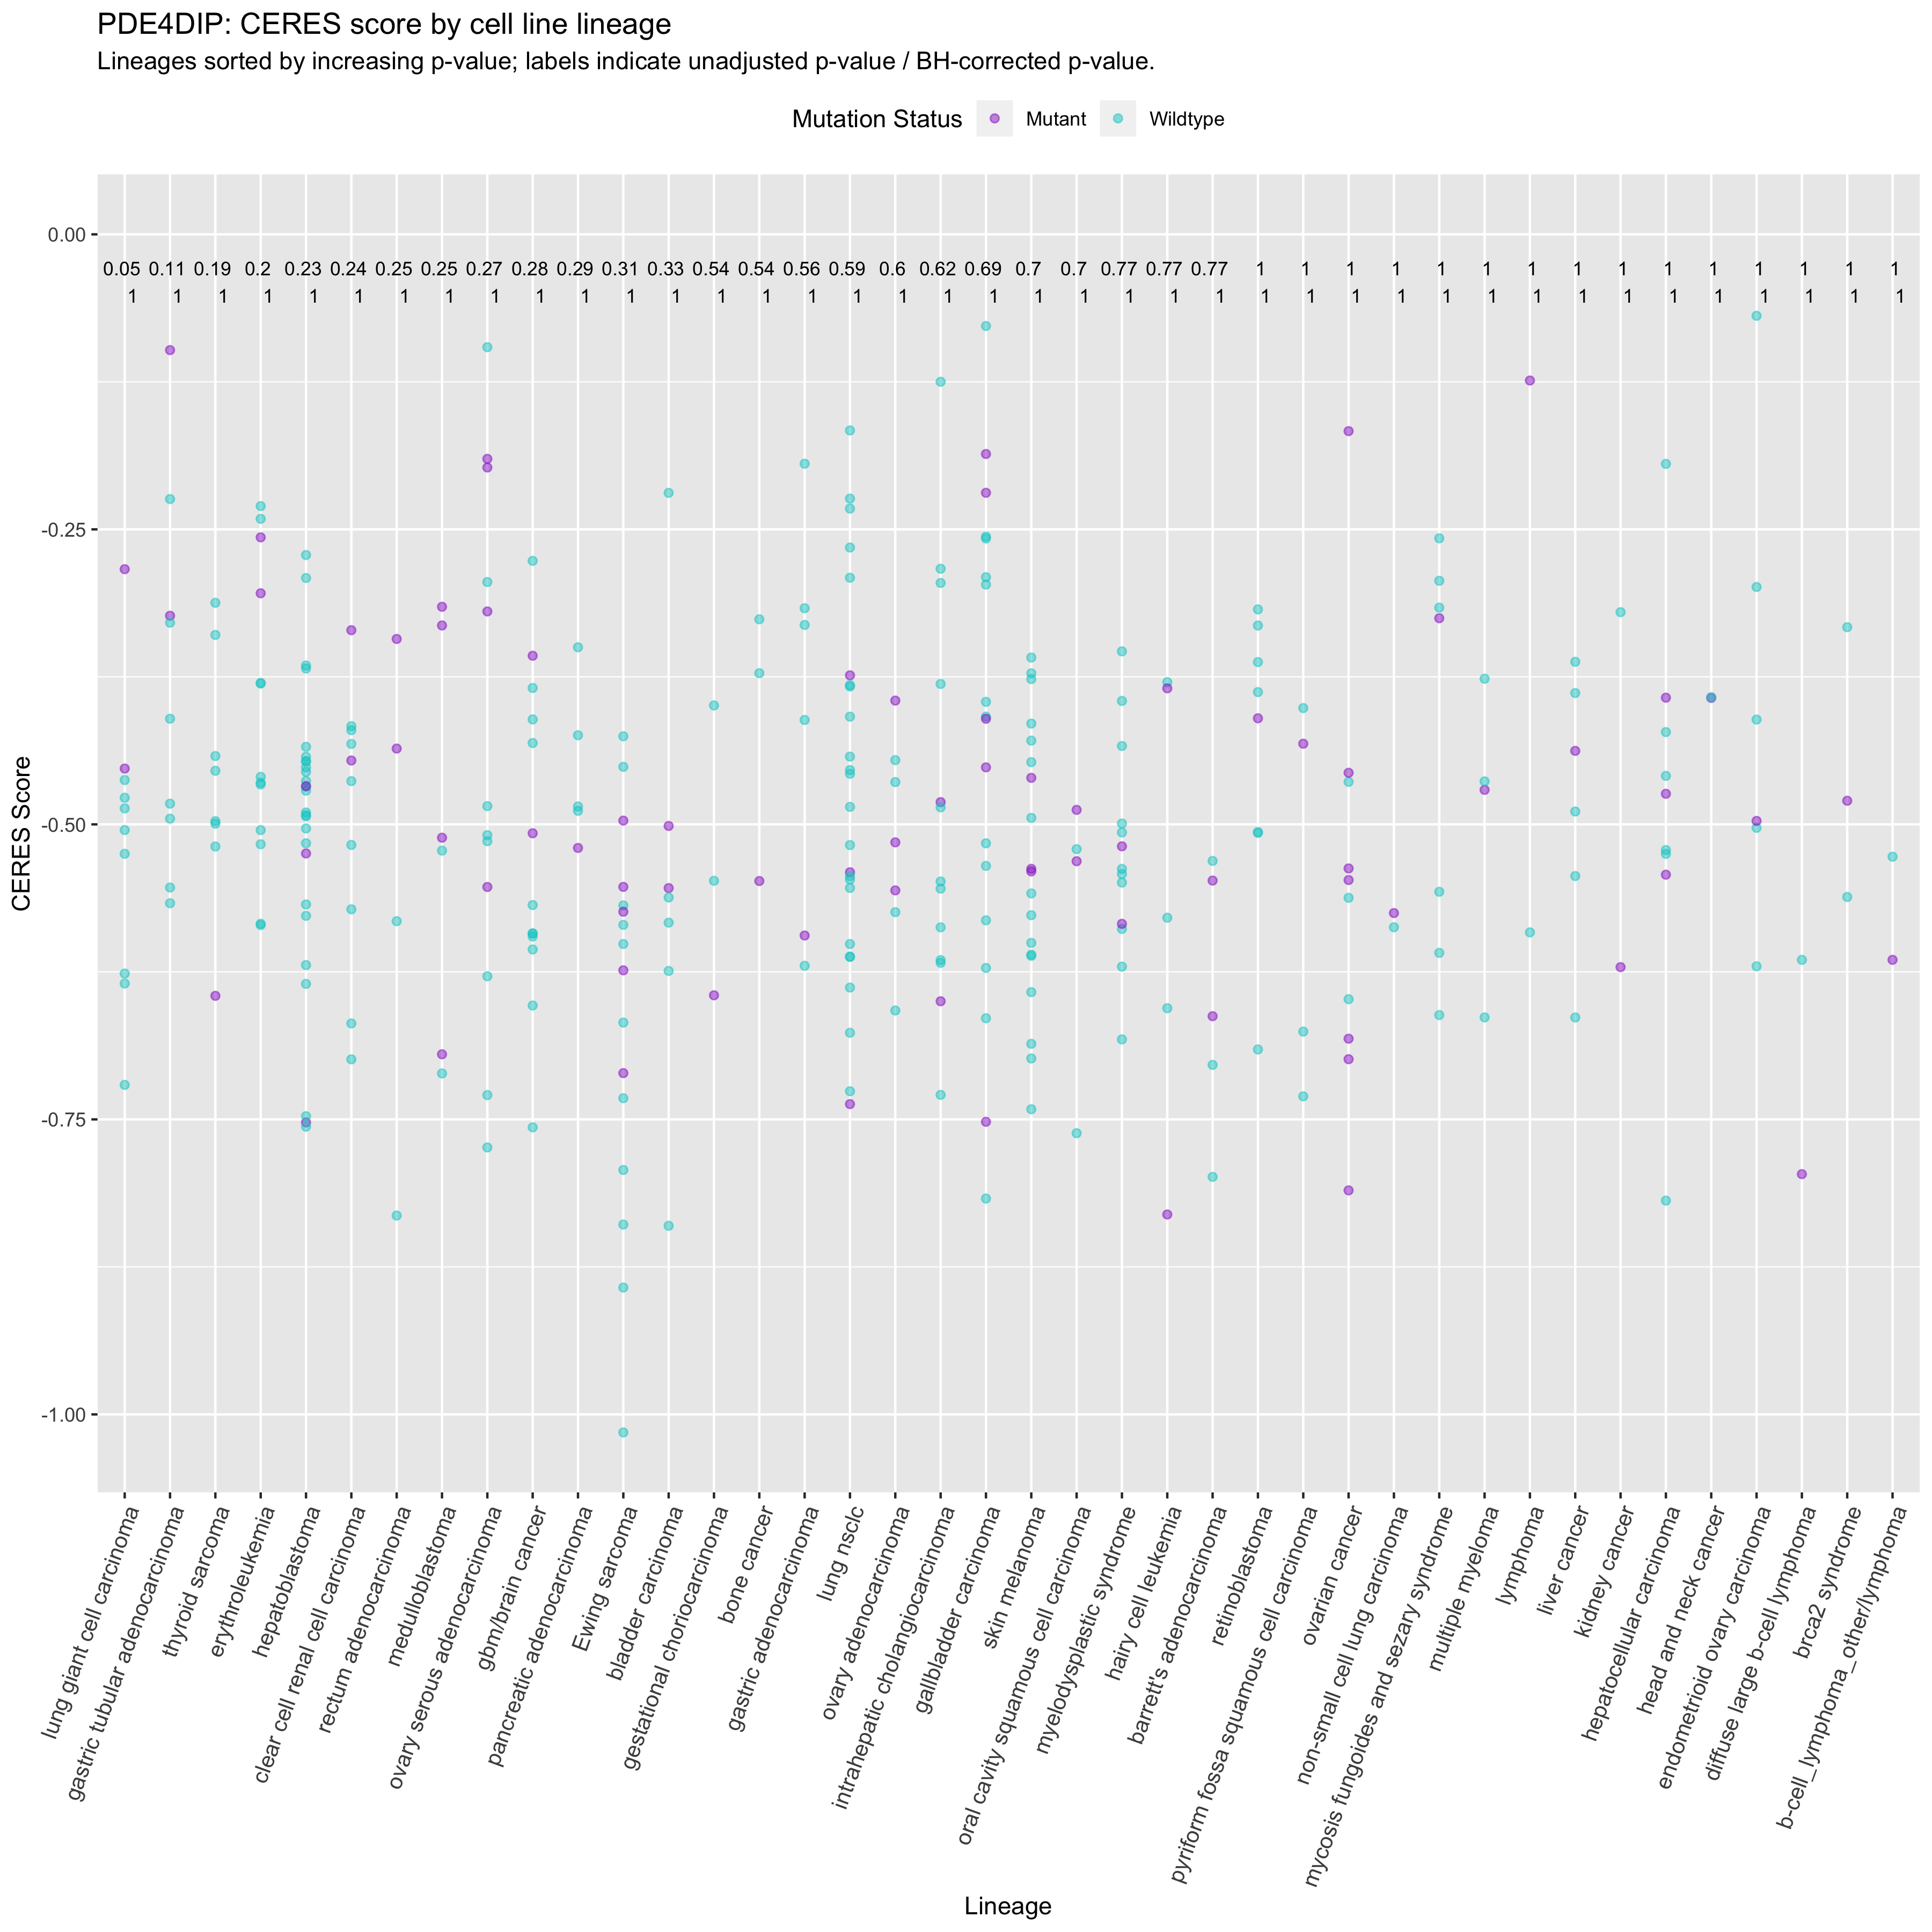 PDE4DIP: CERES score by cell line lineage
Lineages sorted by increasing p-value; labels indicate unadjusted p-value / BH-corrected p-value.
Mutation Status Mutant Wildtype
0.00
0.05 0.11 0.19 0.2 0.23 0.24 0.25 0.25 0.27 0.28 0.29 0.31 0.33 0.54 0.54 0.56 0.59 0.6 0.62 0.69 0.7 0.7 0.77 0.77 0.77 1 1 1 1 1 1 1 1 1 1 1 1 1 1 1
1 1 1 1 1 1 1 1 1 1 1 1 1 1 1 1 1 1 1 1 1 1 1 1 1 1 1 1 1 1 1 1 1 1 1 1 1 1 1 1
-0.25
-0.50
-0.75
-1.00
CERES Score
lung giant cell carcinoma
gastric tubular adenocarcinoma
thyroid sarcoma
erythroleukemia
hepatoblastoma
clear cell renal cell carcinoma
rectum adenocarcinoma
medulloblastoma
ovary serous adenocarcinoma
gbm/brain cancer
pancreatic adenocarcinoma
Ewing sarcoma
bladder carcinoma
gestational choriocarcinoma
bone cancer
gastric adenocarcinoma
lung nsclc
ovary adenocarcinoma
intrahepatic cholangiocarcinoma
gallbladder carcinoma
skin melanoma
oral cavity squamous cell carcinoma
myelodysplastic syndrome
hairy cell leukemia
barrett's adenocarcinoma
retinoblastoma
pyriform fossa squamous cell carcinoma
ovarian cancer
non-small cell lung carcinoma
mycosis fungoides and sezary syndrome
multiple myeloma
lymphoma
liver cancer
kidney cancer
hepatocellular carcinoma
head and neck cancer
endometrioid ovary carcinoma
diffuse large b-cell lymphoma
brca2 syndrome
b-cell_lymphoma_other/lymphoma
Lineage